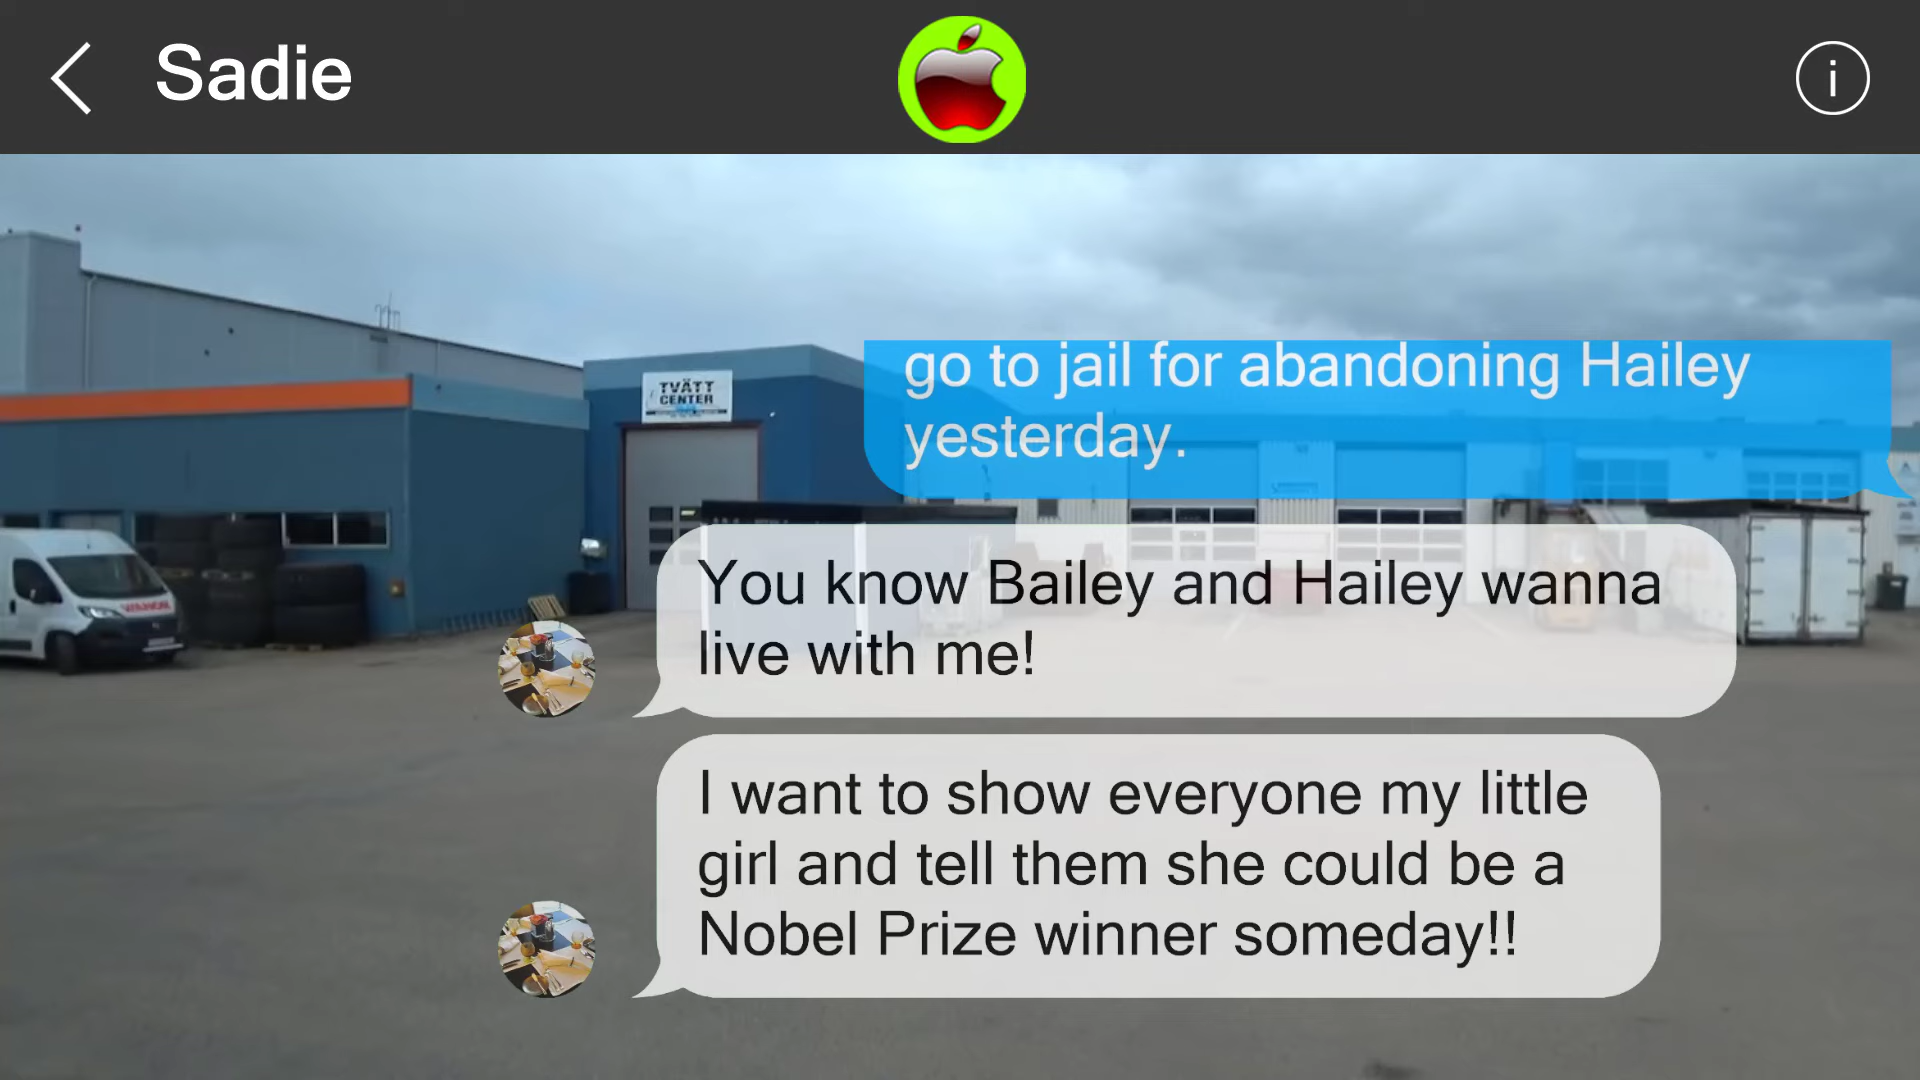 Sadie
go to jail for abandoning Hailey
yesterday.
TVÄTT
CENTER
You know Bailey and Hailey wanna
live with me!
I want to show everyone my little
girl and tell them she could be a
Nobel Prize winner someday!!